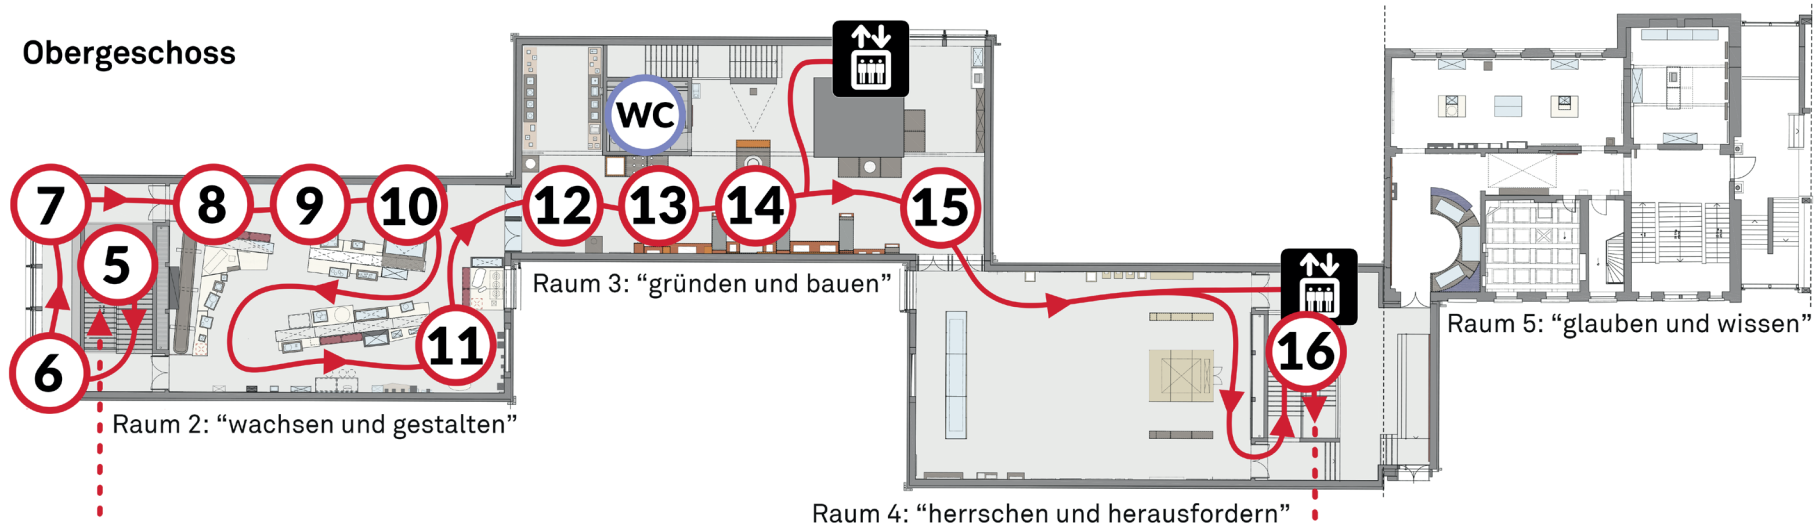 Obergeschoss
WC
7
8
9
10
12
13
14
15
5
6
11
16
Raum 3: “gründen und bauen”
Raum 5: “glauben und wissen”
Raum 2: “wachsen und gestalten”
Raum 4: “herrschen und herausfordern”